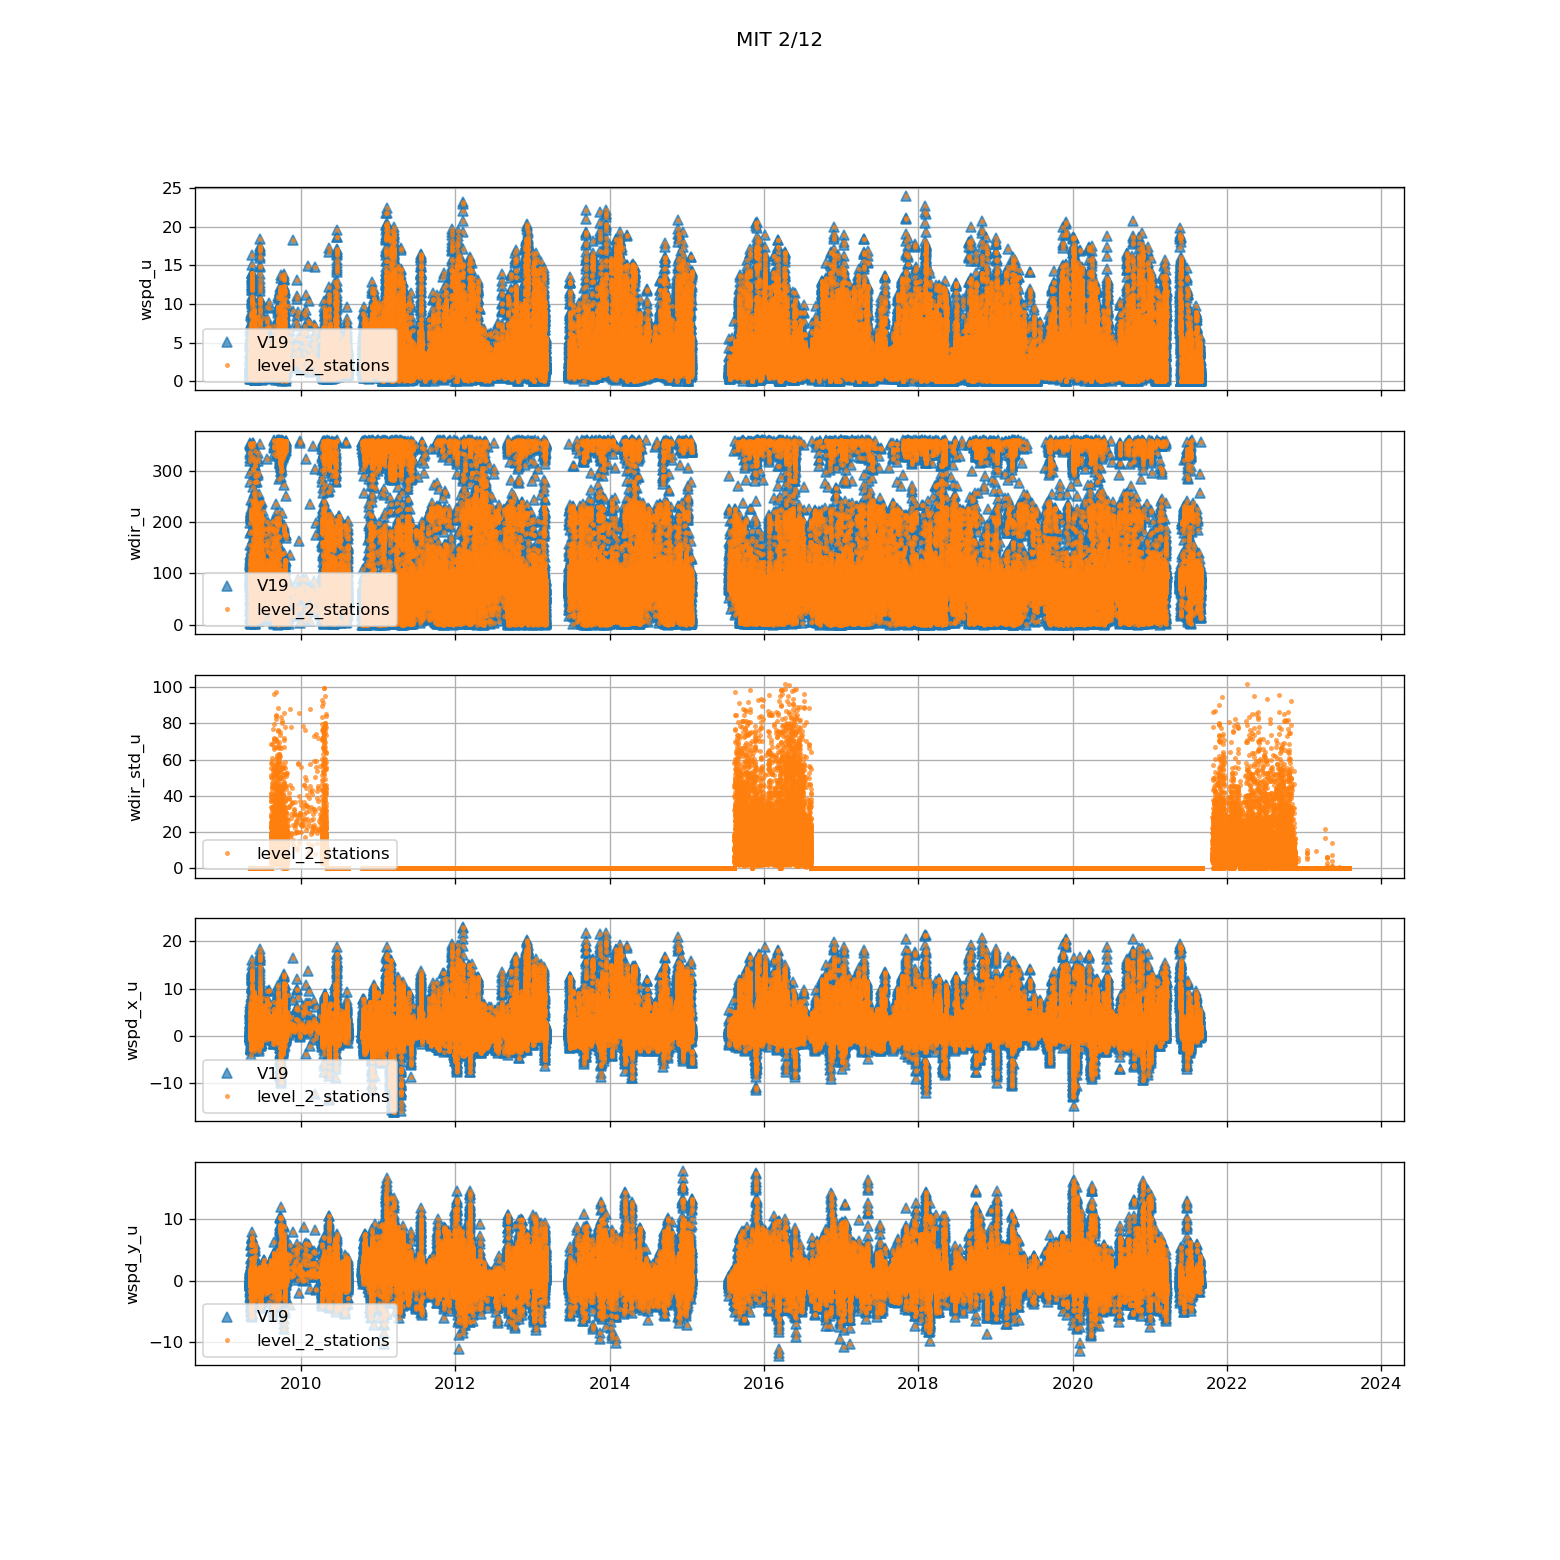 MIT 2/12
25
20
15
10
5
0
wspd_u
V19
level_2_stations
300
200
100
0
wdir_u
V19
level_2_stations
100
80
60
40
20
0
wdir_std_u
level_2_stations
20
10
0
−10
wspd_x_u
V19
level_2_stations
10
0
−10
wspd_y_u
V19
level_2_stations
2010 2012 2014 2016 2018 2020 2022 2024